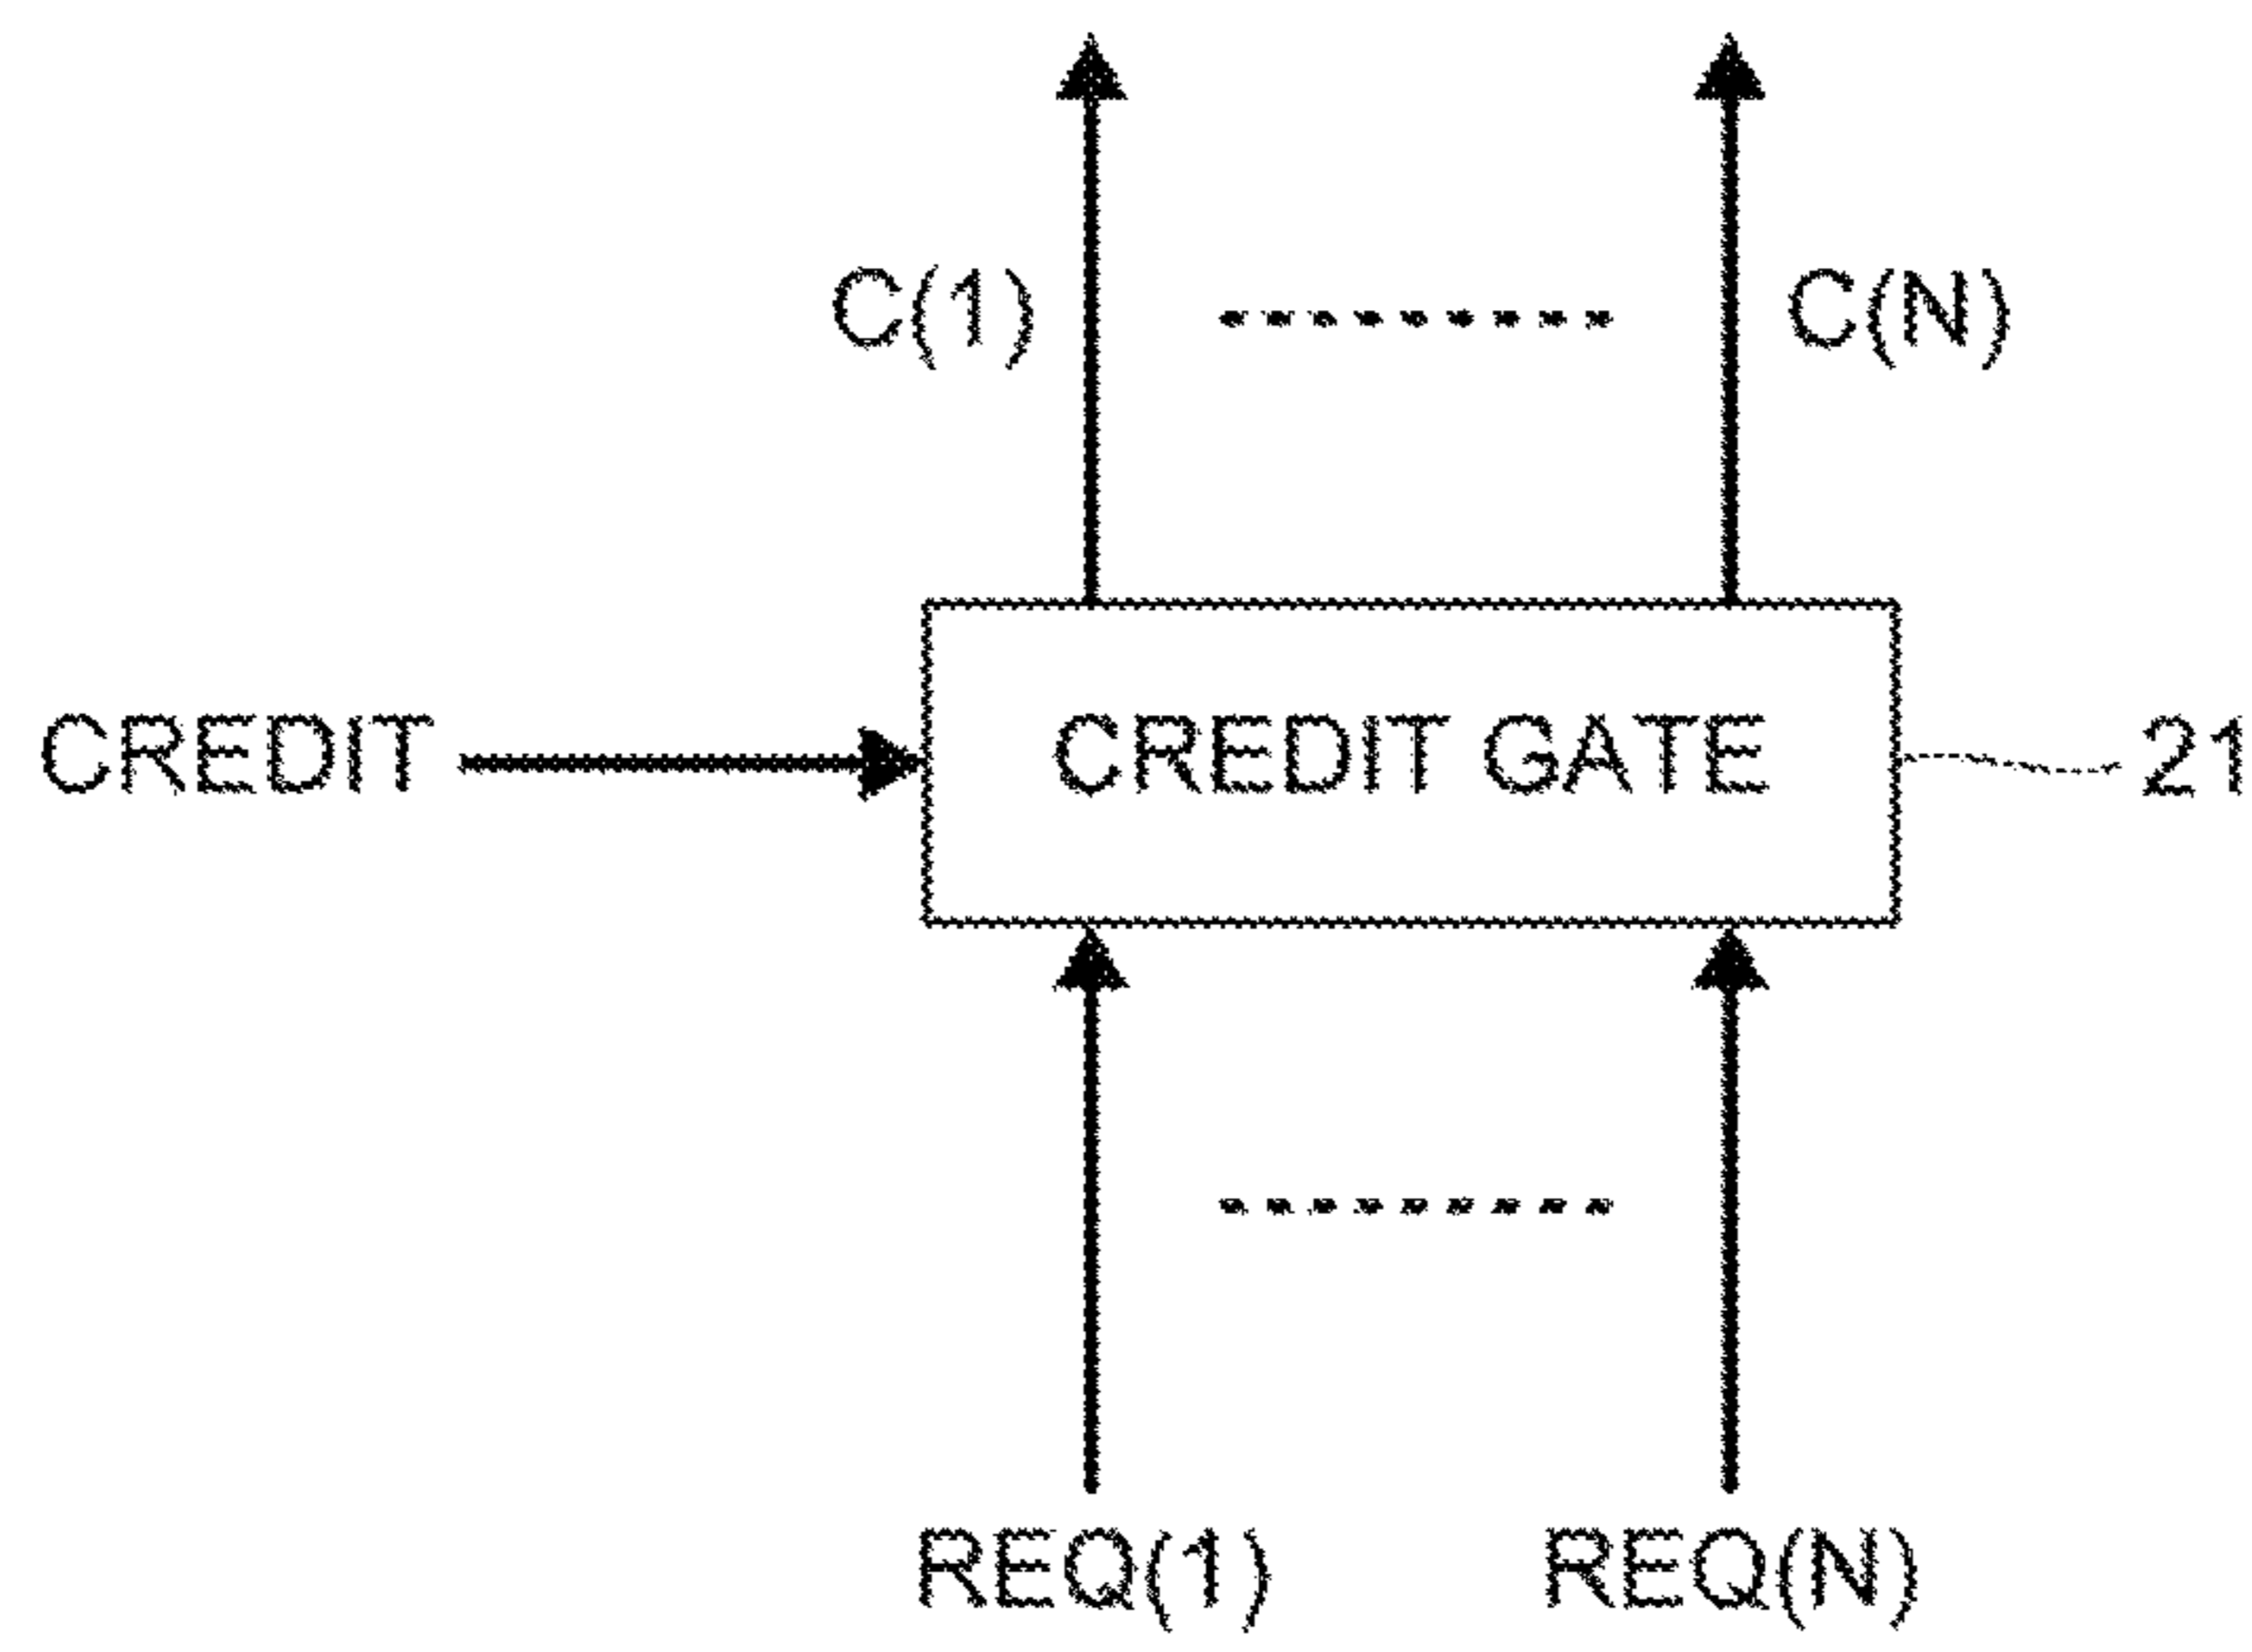 C(1) C(N)
CREDIT CREDIT GATE 21
REQ(1) REQ(N)